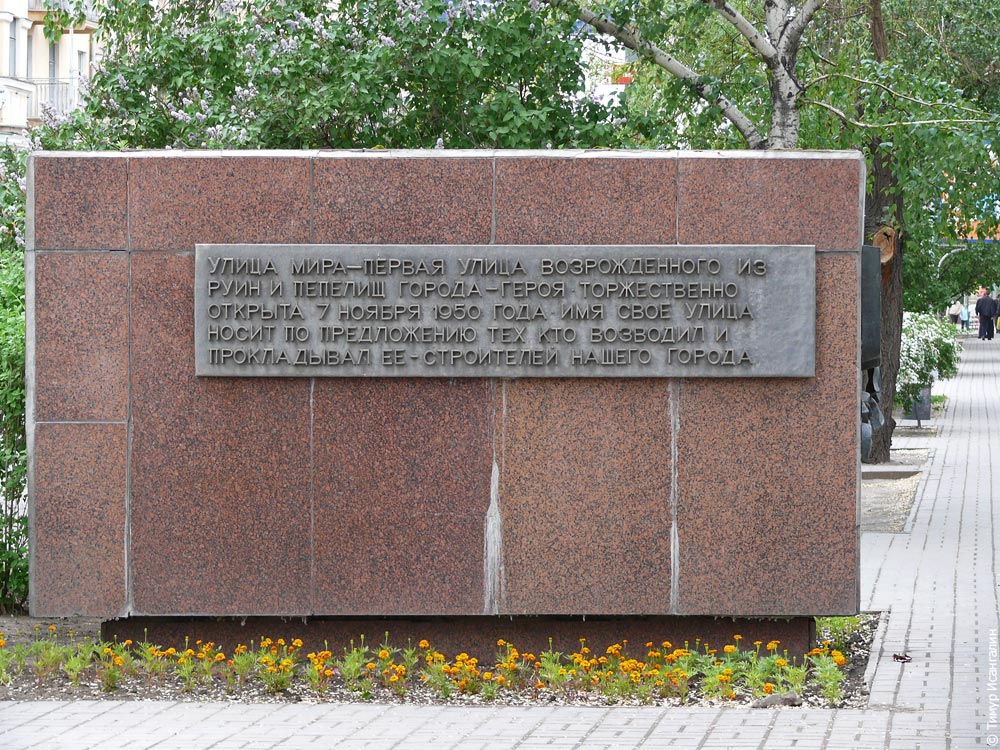 УЛИЦА МИРА—ПЕРВАЯ УЛИЦА ВОЗРОЖДЕННОГО ИЗ
РУИН И ПЕПЕЛИЩ ГОРОДА-ГЕРОЯ ТОРЖЕСТВЕННО
ОТКРЫТА 7 НОЯБРЯ 1950 ГОДА. ИМЯ СВОЕ УЛИЦА
НОСИТ ПО ПРЕДЛОЖЕНИЮ ТЕХ КТО ВОЗВОДИЛ И
ПРОКЛАДЫВАЛ ЕЕ-СТРОИТЕЛЕЙ НАШЕГО ГОРОДА.
© Тимур Исангалин